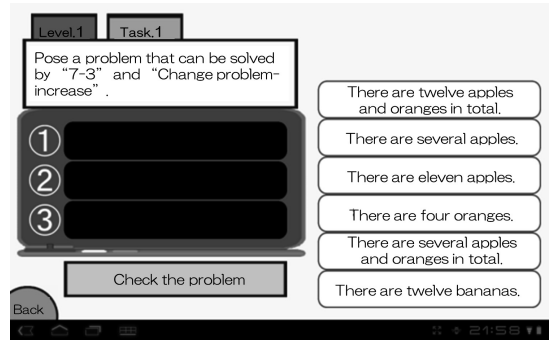 Level.1
Task.1
Pose a problem that can be solved
by “7-3” and “Change problem-
increase”.
①
②
③
Check the problem
Back
There are twelve apples
and oranges in total.
There are several apples.
There are eleven apples.
There are four oranges.
There are several apples
and oranges in total.
There are twelve bananas.
21:58